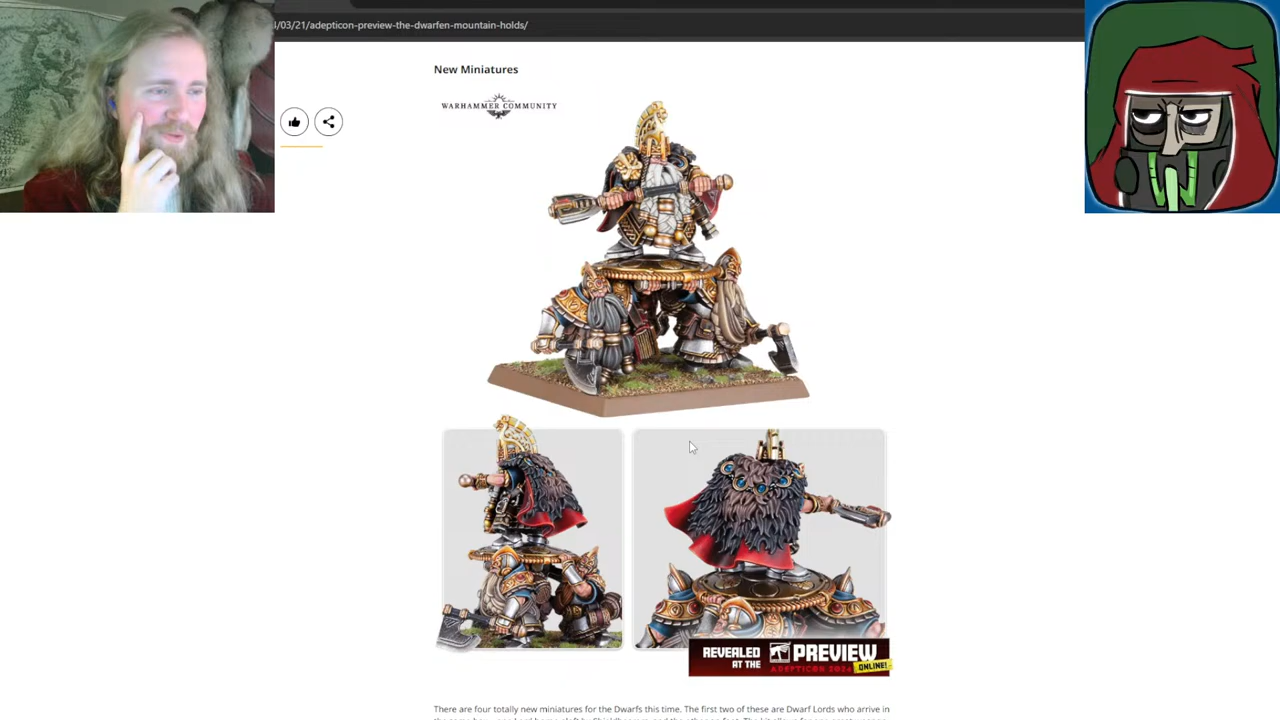 /03/21/adepticon-preview-the-dwarfen-mountain-holds/
New Miniatures
WARHAMMER COMMUNITY
REVEALED
AT THE
PREVIEW
ADEPTICON 2024
ONLINE!
There are four totally new miniatures for the Dwarfs this time. The first two of these are Dwarf Lords who arrive in